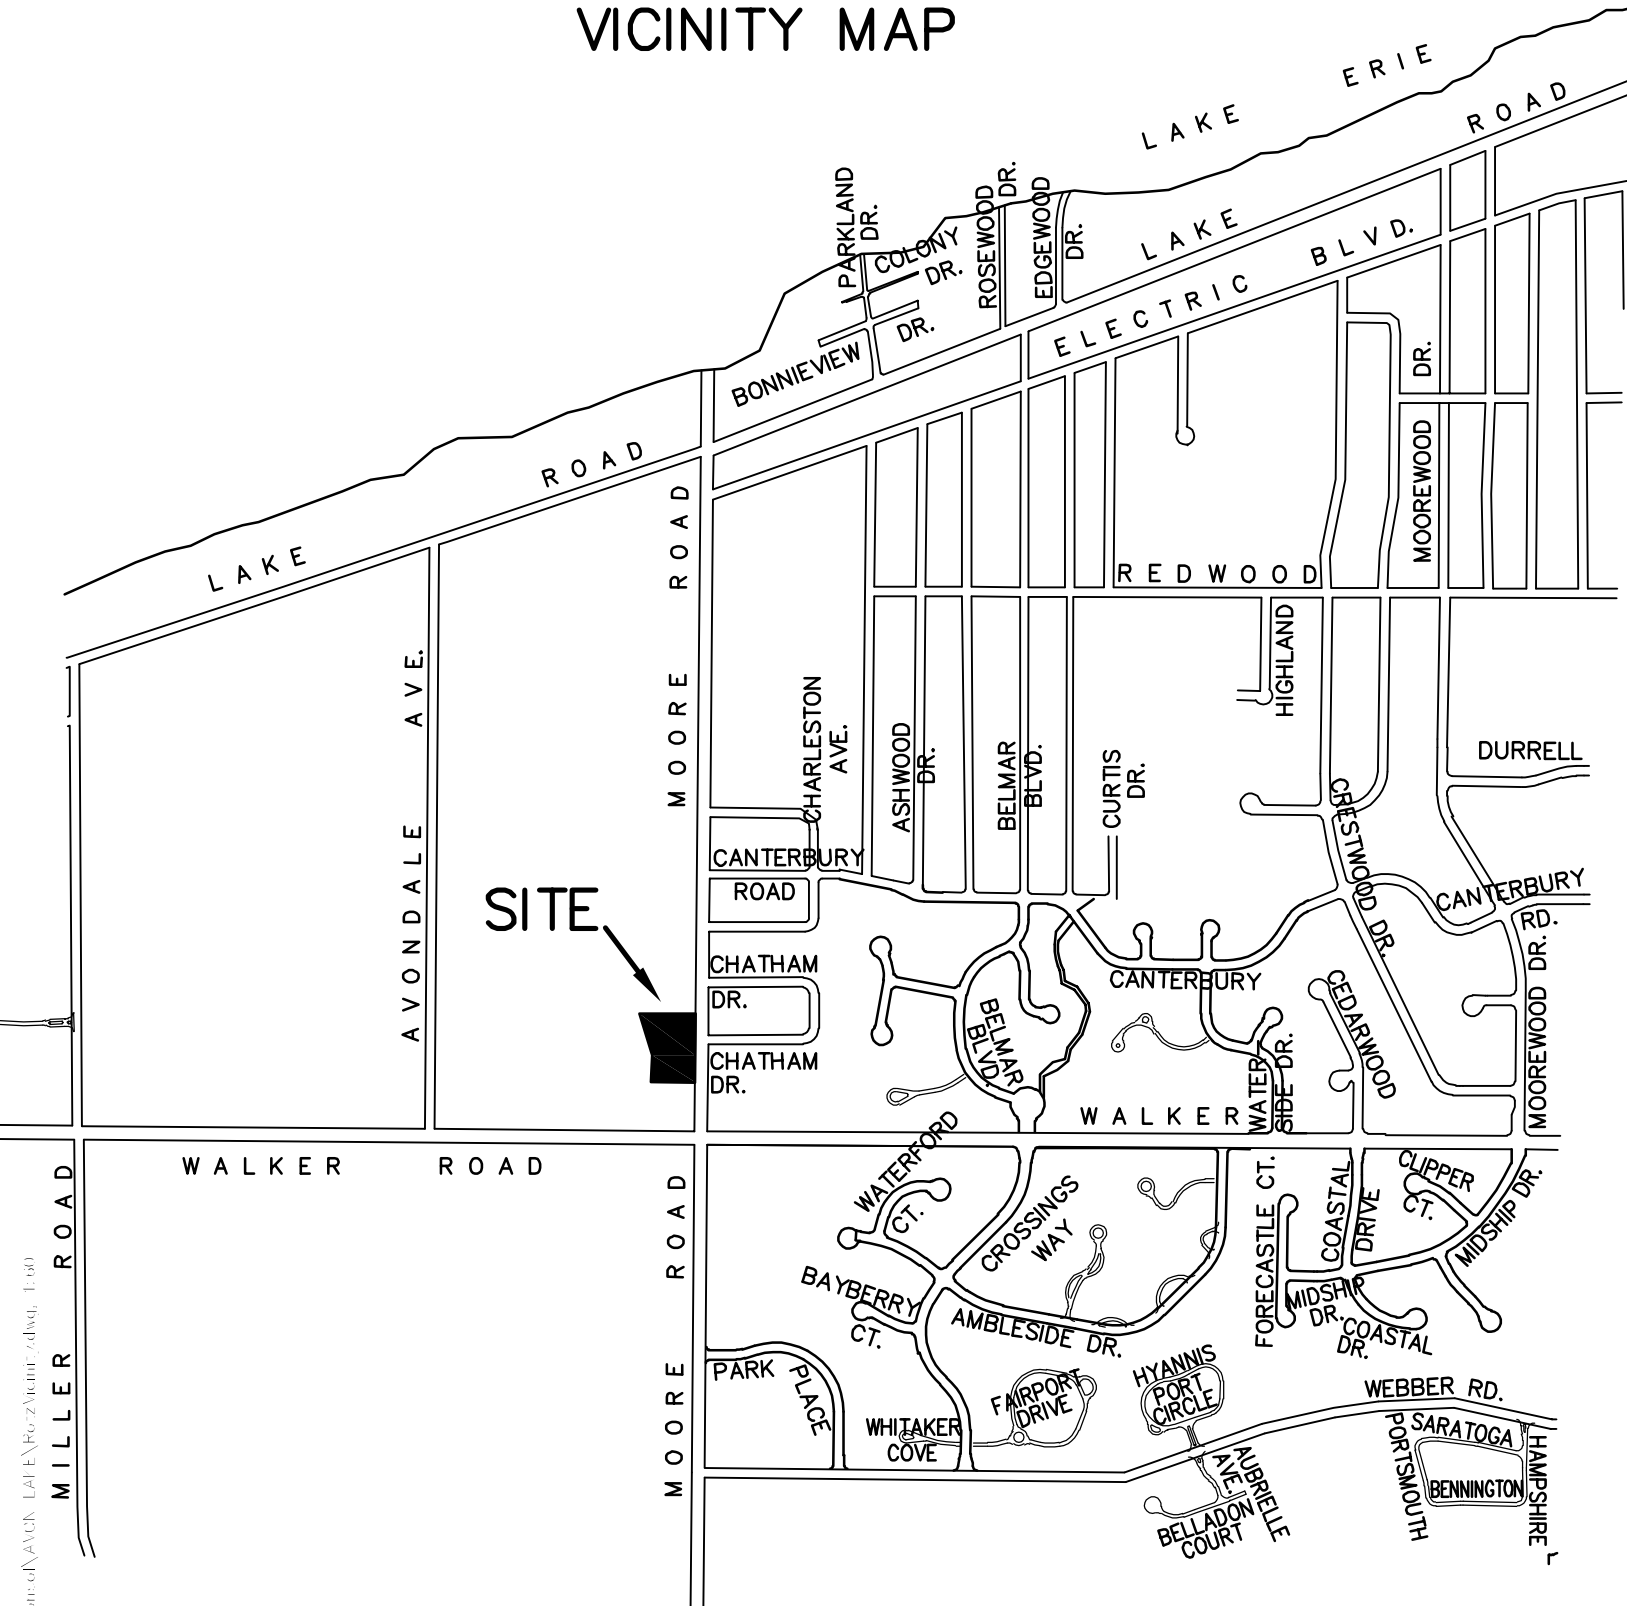 VICINITY MAP
LAKE ERIE
LAKE ROAD
ELECTRIC BLVD.
PARKLAND
DR.
COLONY
DR.
ROSEWOOD
DR.
EDGEWOOD
DR.
BONNIEVIEW DR.
LAKE ROAD
MOORE ROAD
AVONDALE AVE.
MOOREWOOD DR.
REDWOOD
HIGHLAND
CHARLESTON
AVE.
ASHWOOD
DR.
BELMAR
BLVD.
CURTIS
DR.
CRESTWOOD DR.
DURRELL
CANTERBURY
ROAD
CANTERBURY
RD.
SITE
CHATHAM
DR.
CHATHAM
DR.
CANTERBURY
BELMAR
BLVD.
CEDARWOOD
MOOREWOOD DR.
WATER-
SIDE DR.
WALKER
WALKER ROAD
MILLER ROAD
MOORE ROAD
WATERFORD
CT.
CROSSINGS
WAY
FORECASTLE CT.
COASTAL
DRIVE
CLIPPER
CT.
MIDSHIP DR.
BAYBERRY
CT.
AMBLESIDE DR.
MIDSHIP
DR.
COASTAL
DR.
PARK PLACE
WHITAKER
COVE
FAIRPORT
DRIVE
HYANNIS
PORT
CIRCLE
WEBBER RD.
SARATOGA
PORTSMOUTH
BENNINGTON
HAMPSHIRE
AUBRIELLE
AVE.
BELLADON
COURT